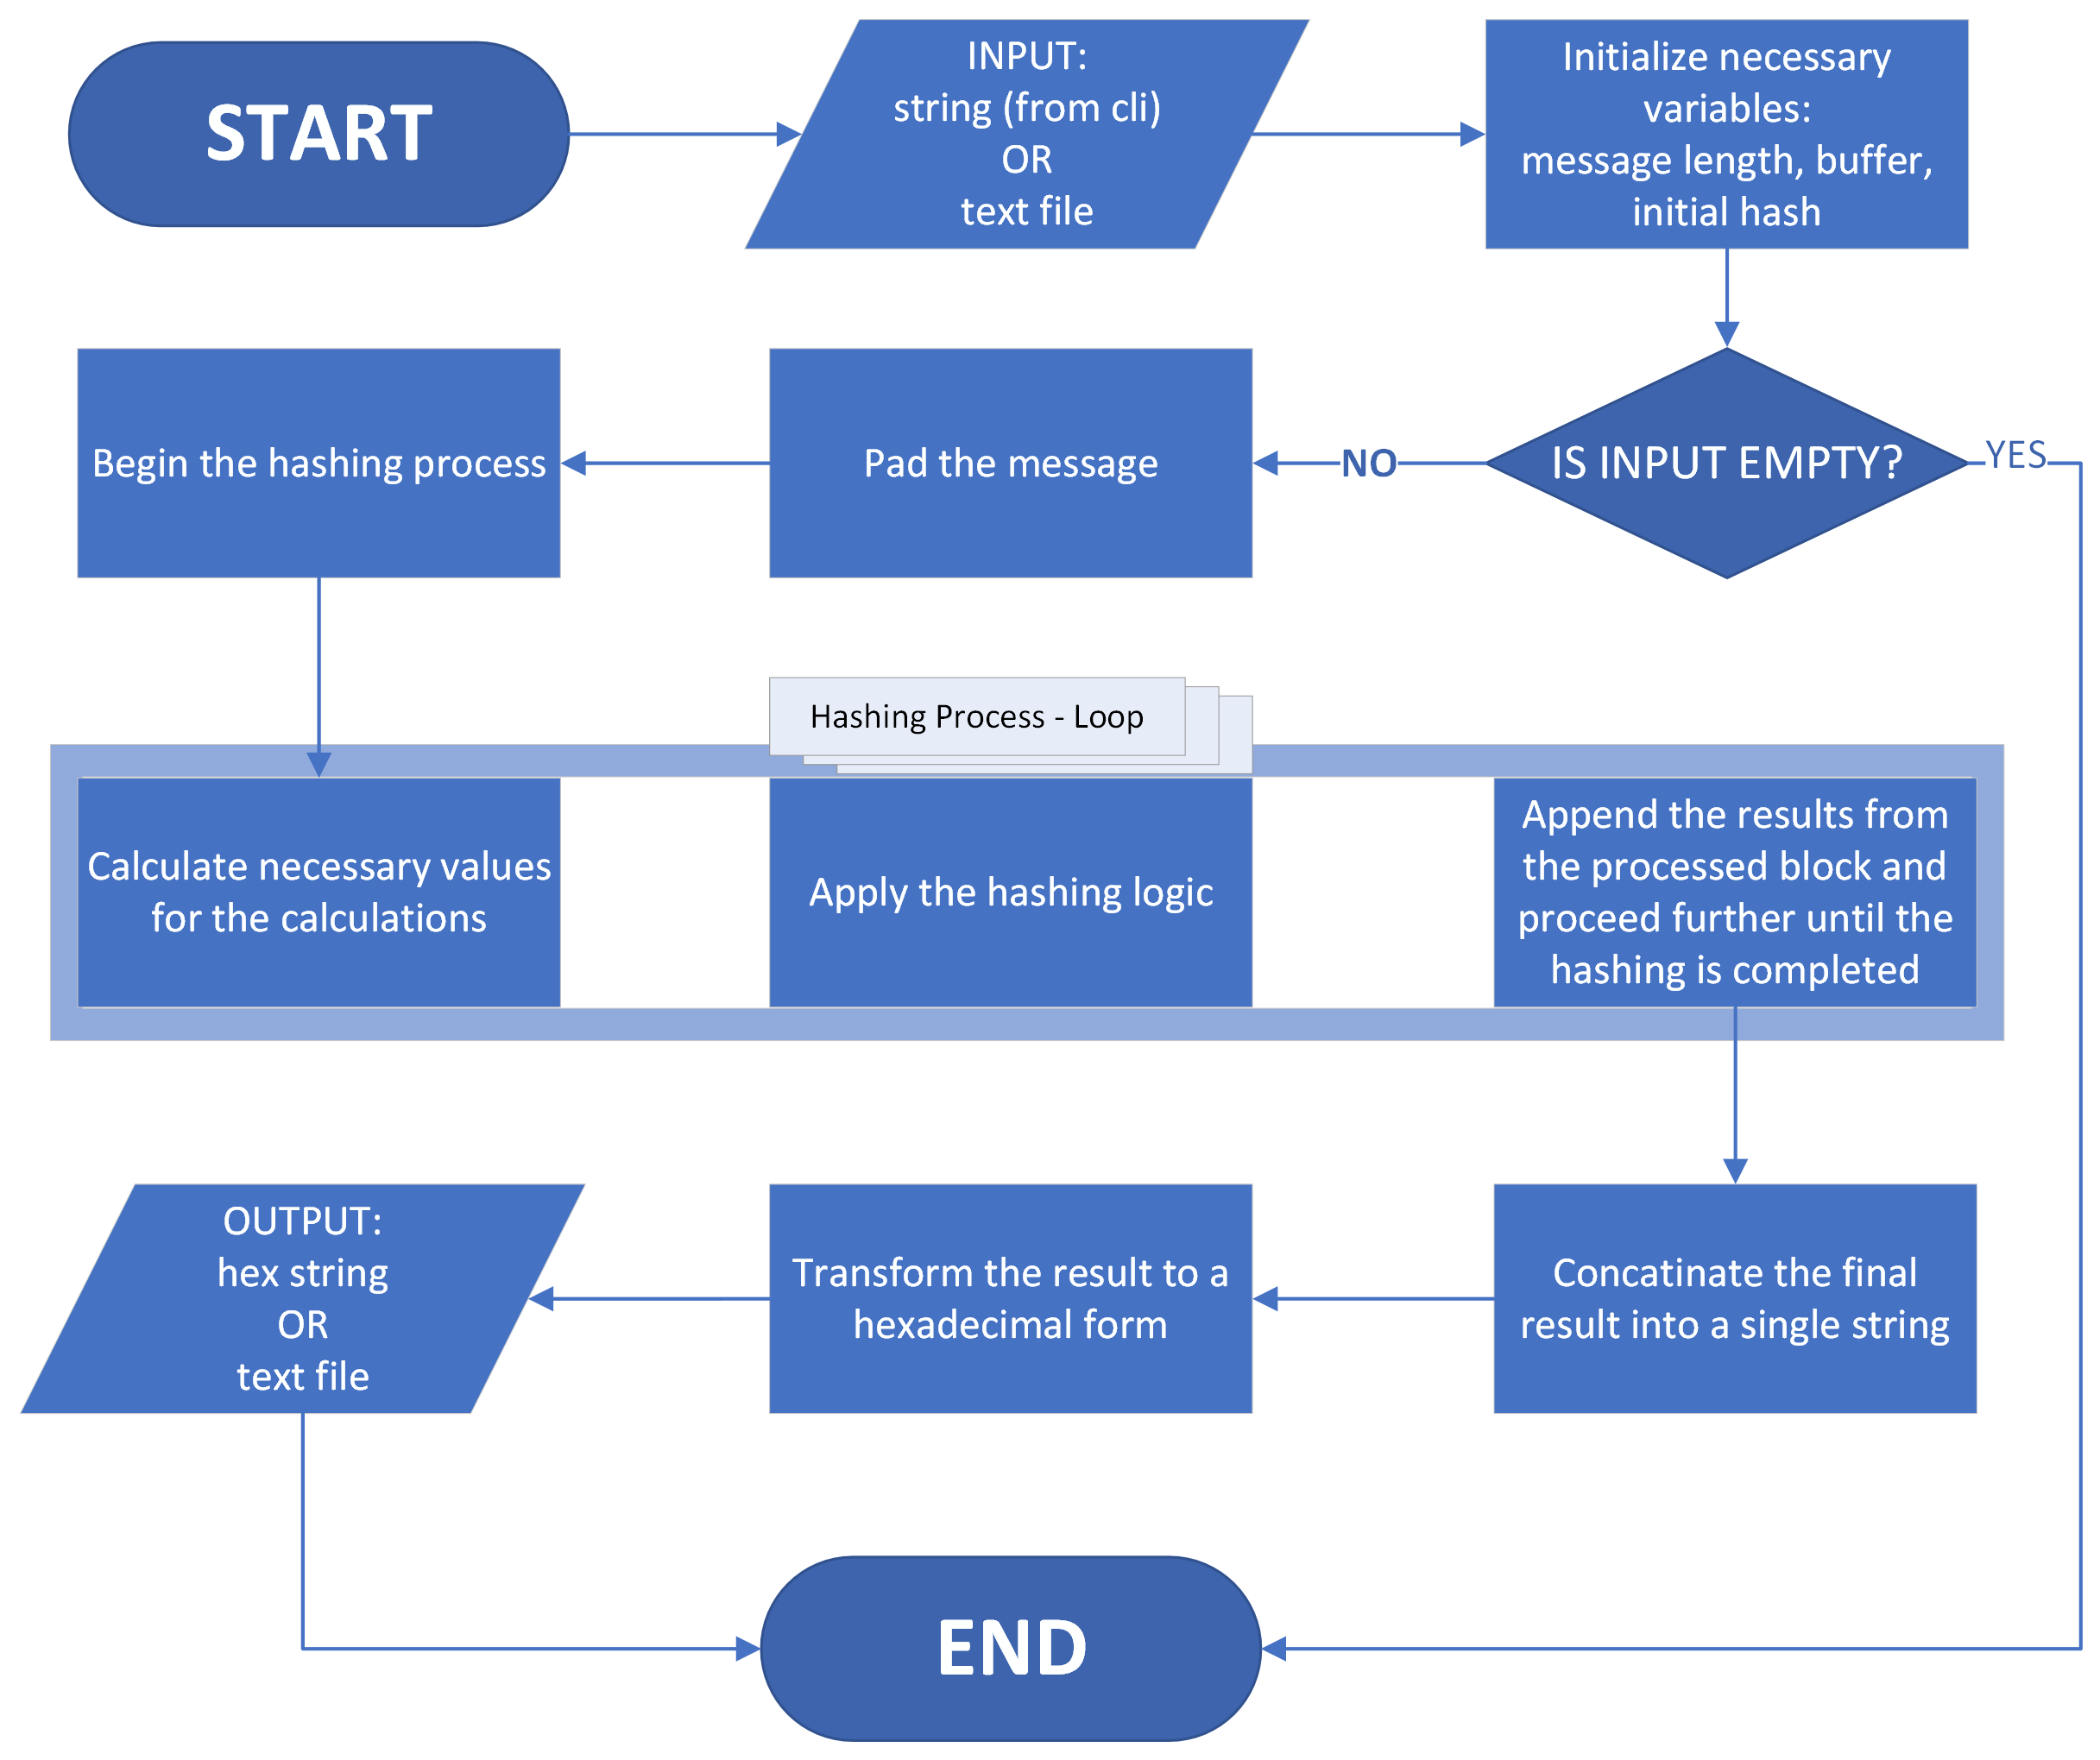 START
INPUT:
string (from cli)
OR
text file
Initialize necessary
variables:
message length, buffer,
initial hash
IS INPUT EMPTY?
YES
NO
Pad the message
Begin the hashing process
Hashing Process - Loop
Calculate necessary values
for the calculations
Apply the hashing logic
Append the results from
the processed block and
proceed further until the
hashing is completed
Concatinate the final
result into a single string
Transform the result to a
hexadecimal form
OUTPUT:
hex string
OR
text file
END